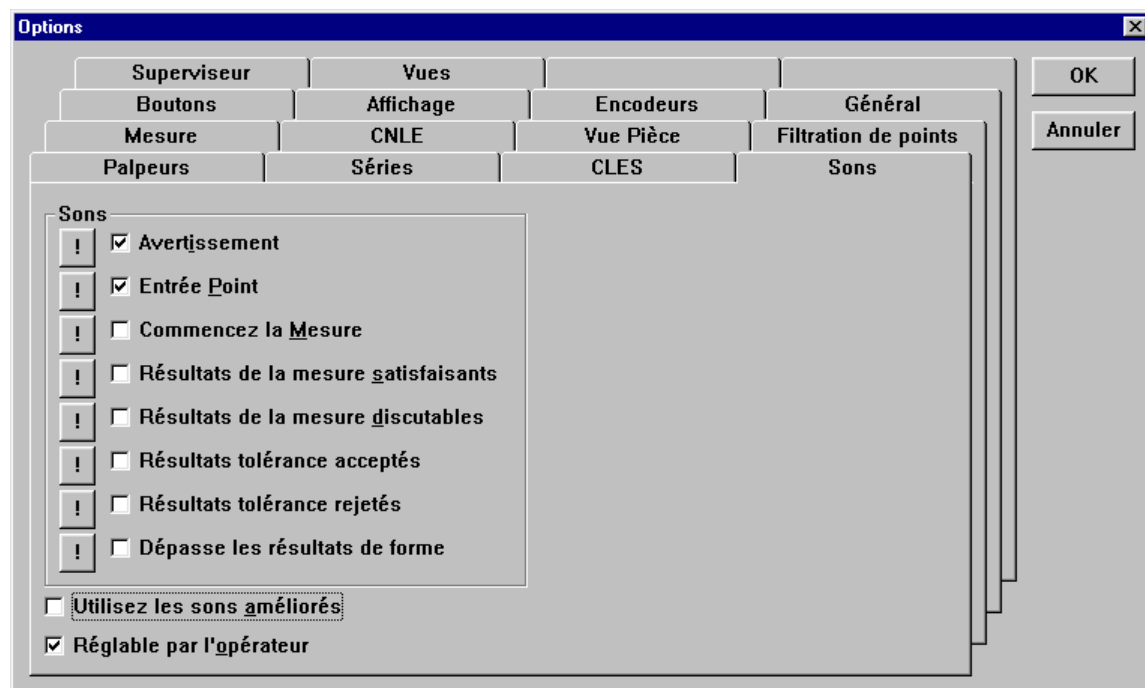 Options
Superviseur Vues
OK
Boutons Affichage Encodeurs Général
Mesure CNLE Vue Pièce Filtration de points
Annuler
Palpeurs Séries CLES Sons
Sons
! Avertissement
! Entrée Point
! Commencez la Mesure
! Résultats de la mesure satisfaisants
! Résultats de la mesure discutables
! Résultats tolérance acceptés
! Résultats tolérance rejetés
! Dépasse les résultats de forme
Utilisez les sons améliorés
Réglable par l'opérateur